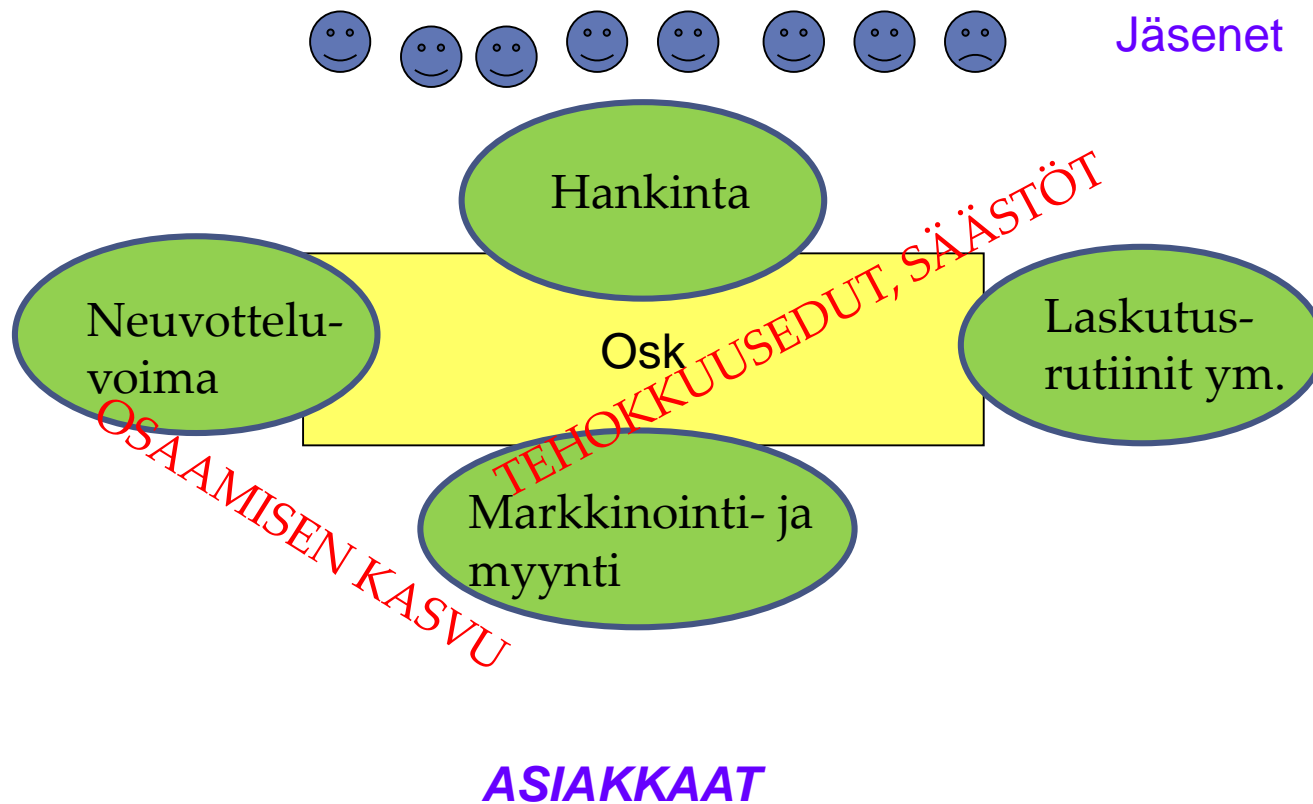 Jäsenet
Hankinta
TEHOKKUUSEDUT, SÄÄSTÖT
Neuvottelu-
voima
Osk
Laskutus-
rutiinit ym.
OSAAMISEN KASVU
Markkinointi- ja
myynti
ASIAKKAAT